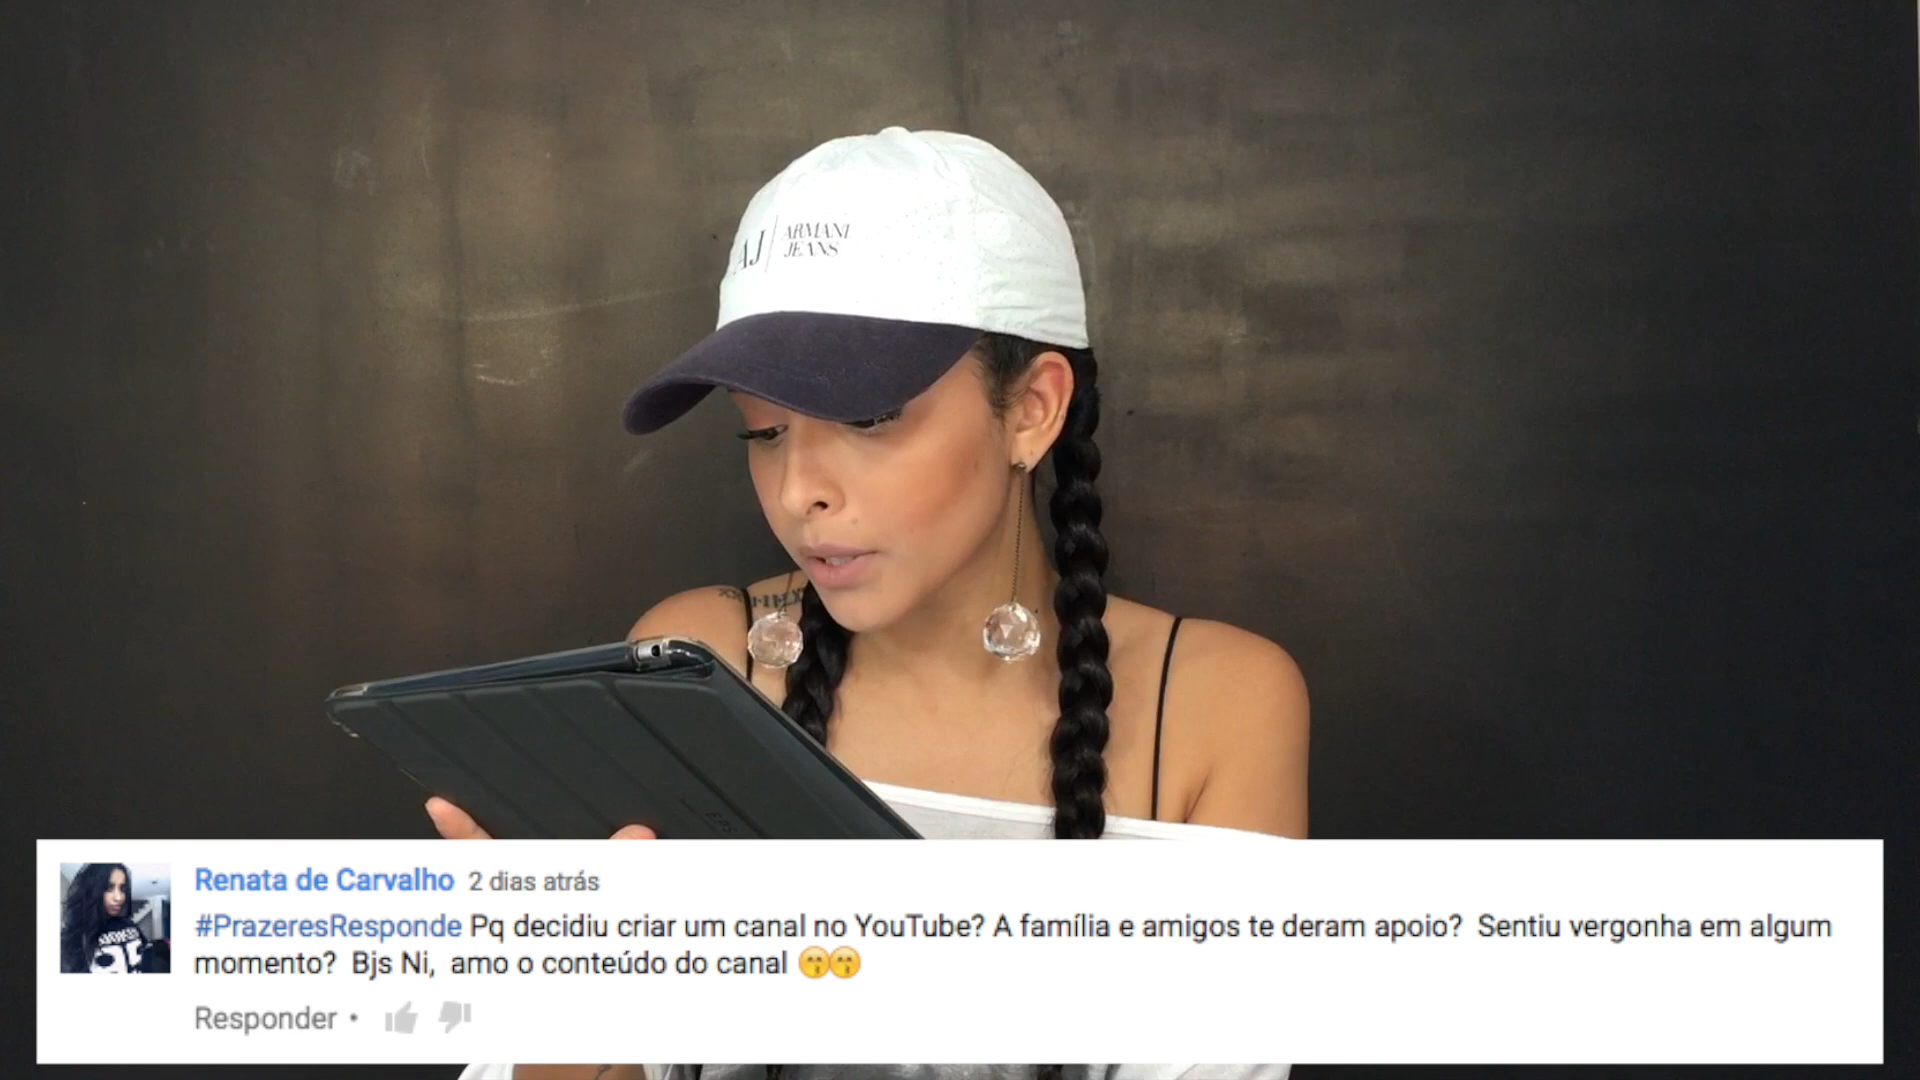 AJ
ARMANI
JEANS
Renata de Carvalho 2 dias atrás
#PrazeresResponde Pq decidiu criar um canal no YouTube? A família e amigos te deram apoio? Sentiu vergonha em algum
momento? Bjs Ni, amo o conteúdo do canal 😙😙
Responder •